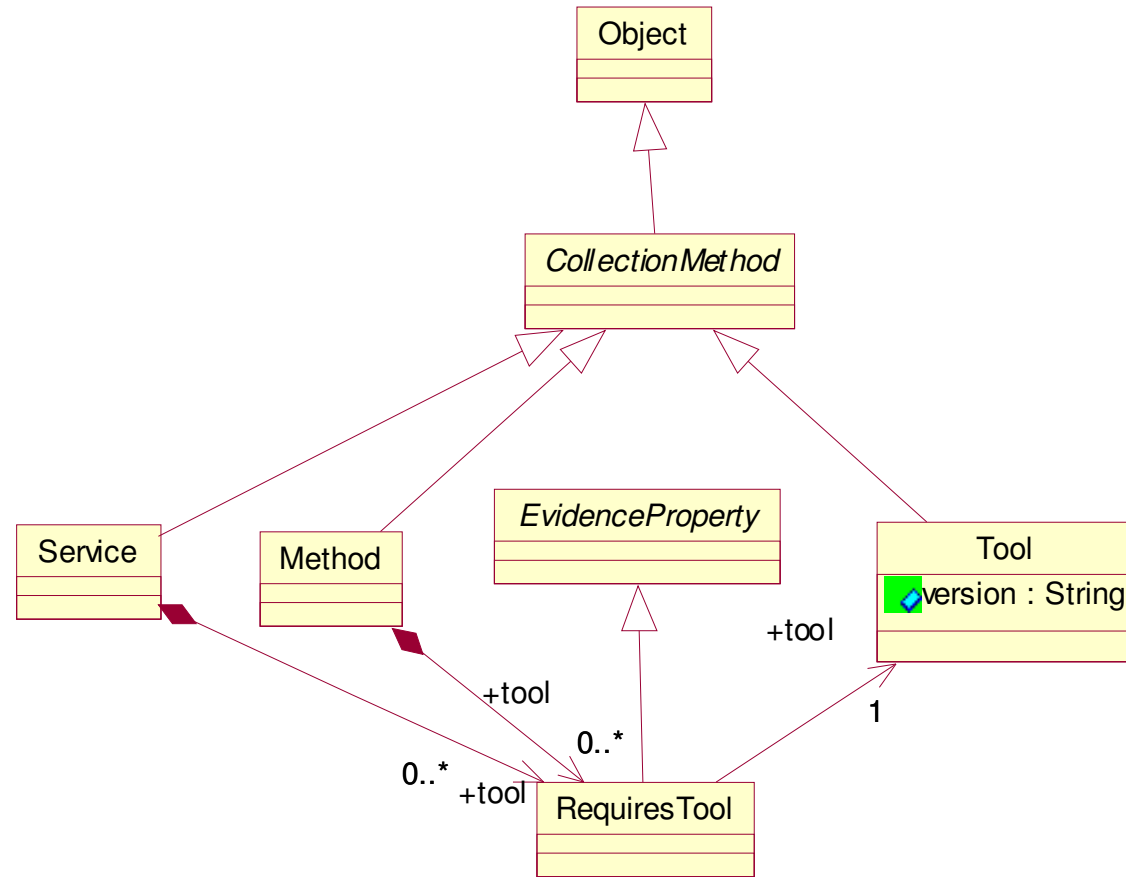 Object
CollectionMethod
Service
Method
EvidenceProperty
Tool
version : String
+tool
+tool
1
0..*
0..*
+tool
RequiresTool